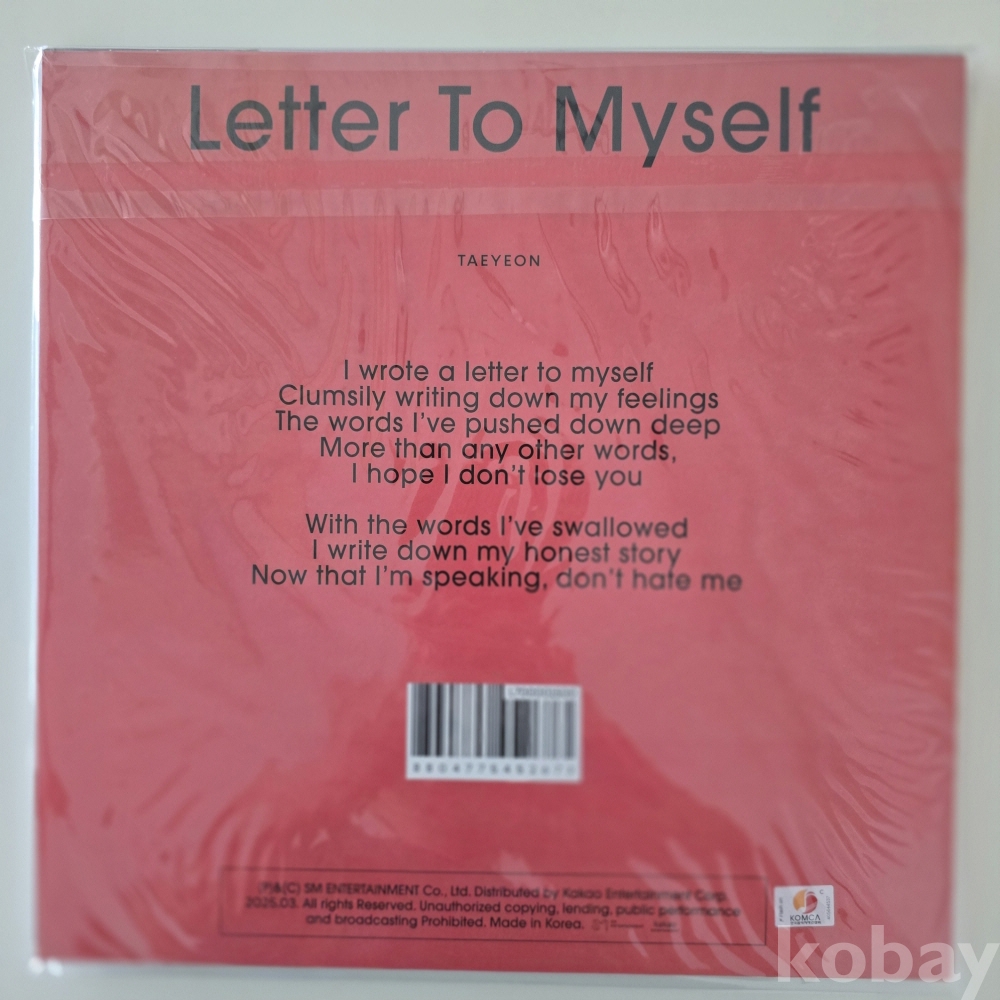 Letter To Myself
TAEYEON
I wrote a letter to myself
Clumsily writing down my feelings
The words I've pushed down deep
More than any other words,
I hope I don't lose you
With the words I've swallowed
I write down my honest story
Now that I'm speaking, don't hate me
(P)&(C) SM ENTERTAINMENT Co., Ltd. Distributed by Kakao Entertainment Corp.
2025.03. All rights Reserved. Unauthorized copying, lending, public performance
and broadcasting Prohibited. Made in Korea.
KOMCA
kobay